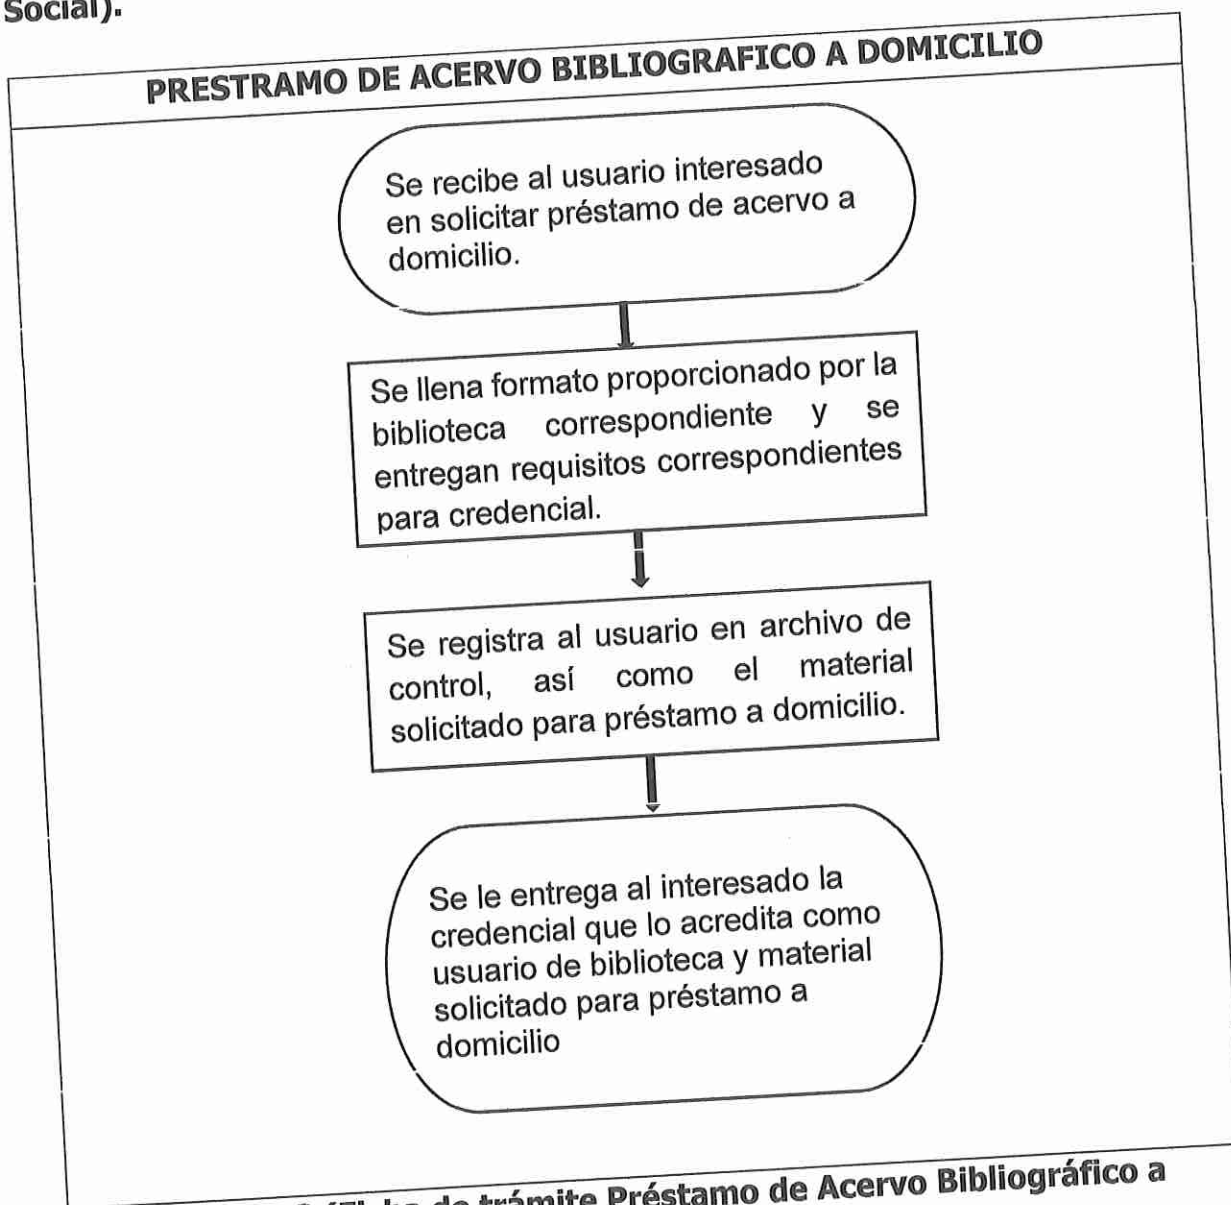 Social).
PRESTRAMO DE ACERVO BIBLIOGRAFICO A DOMICILIO
Se recibe al usuario interesado
en solicitar préstamo de acervo a
domicilio.
Se llena formato proporcionado por la
biblioteca correspondiente y se
entregan requisitos correspondientes
para credencial.
Se registra al usuario en archivo de
control, así como el material
solicitado para préstamo a domicilio.
Se le entrega al interesado la
credencial que lo acredita como
usuario de biblioteca y material
solicitado para préstamo a
domicilio
de trámite Préstamo de Acervo Bibliográfico a